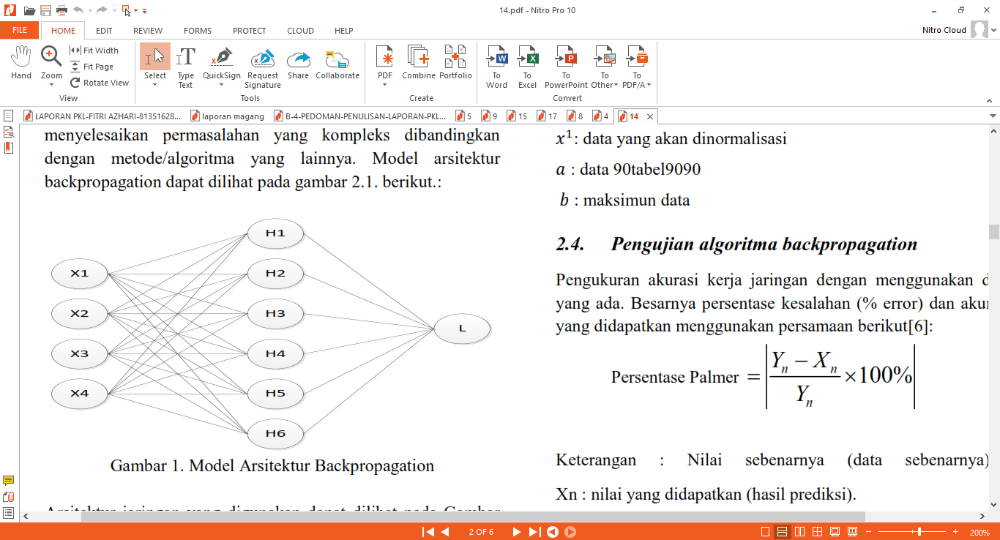 14.pdf - Nitro Pro 10
FILE HOME EDIT REVIEW FORMS PROTECT CLOUD HELP
Nitro Cloud
Hand
Zoom
Fit Width
Fit Page
Rotate View
View
Select
Type Text
QuickSign
Request Signature
Share
Collaborate
Tools
PDF
Combine
Portfolio
Create
To Word
To Excel
To PowerPoint
To Other
To PDF/A
Convert
LAPORAN PKL-FITRI AZHARI-81351628... laporan magang B-4-PEDOMAN-PENULISAN-LAPORAN-PKL... 5 9 15 17 8 4 14
menyelesaikan permasalahan yang kompleks dibandingkan
dengan metode/algoritma yang lainnya. Model arsitektur
backpropagation dapat dilihat pada gambar 2.1. berikut.:
H1
X1 H2
X2 H3
L
X3 H4
X4 H5
H6
Gambar 1. Model Arsitektur Backpropagation
Arsitektur jaringan yang digunakan dapat dilihat pada Gambar
x¹: data yang akan dinormalisasi
a : data 90tabel9090
b : maksimun data
2.4. Pengujian algoritma backpropagation
Pengukuran akurasi kerja jaringan dengan menggunakan
yang ada. Besarnya persentase kesalahan (% error) dan
yang didapatkan menggunakan persamaan berikut[6]:
Persentase Palmer = |(Yn − Xn)/Yn × 100%|
Keterangan : Nilai sebenarnya (data sebenarnya)
Xn : nilai yang didapatkan (hasil prediksi).
2 OF 6
200%